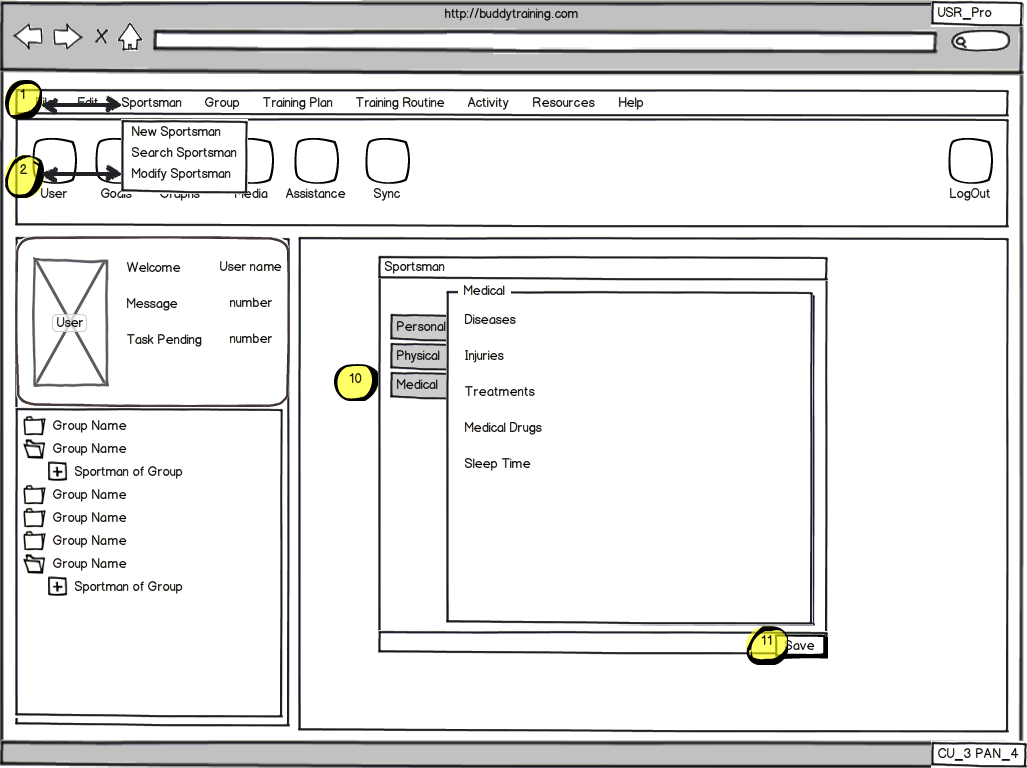 http://buddytraining.com
USR_Pro
1
Edit Sportsman Group Training Plan Training Routine Activity Resources Help
New Sportsman
Search Sportsman
Modify Sportsman
2
User Goals Graphs Media Assistance Sync LogOut
Welcome User name
Message number
User
Task Pending number
Sportsman
Medical
Personal
Physical
Medical
Diseases
Injuries
Treatments
Medical Drugs
Sleep Time
10
Group Name
Group Name
Sportman of Group
Group Name
Group Name
Group Name
Group Name
Sportman of Group
11
Save
CU_3 PAN_4